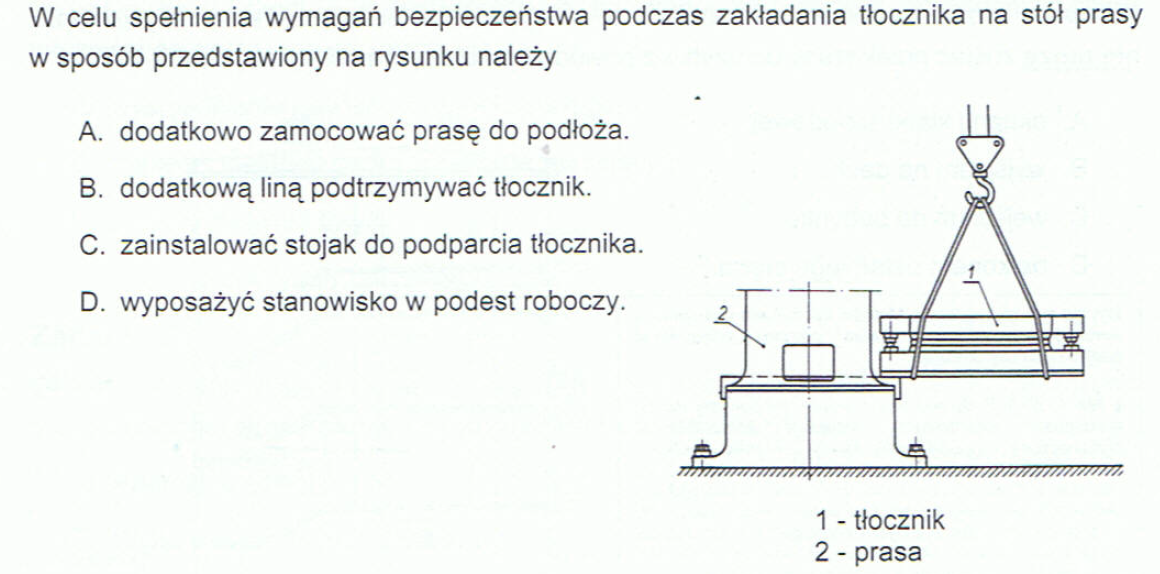 W celu spełnienia wymagań bezpieczeństwa podczas zakładania tłocznika na stół prasy
w sposób przedstawiony na rysunku należy
A. dodatkowo zamocować prasę do podłoża.
B. dodatkową liną podtrzymywać tłocznik.
C. zainstalować stojak do podparcia tłocznika.
D. wyposażyć stanowisko w podest roboczy.
1
2
1 - tłocznik
2 - prasa